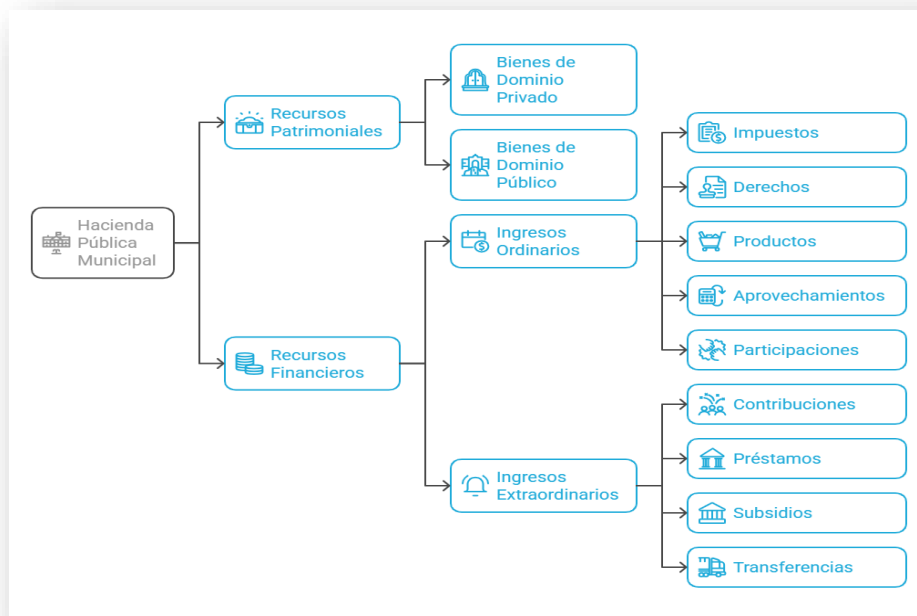 Hacienda
Pública
Municipal
Recursos
Patrimoniales
Bienes de
Dominio
Privado
Bienes de
Dominio
Público
Recursos
Financieros
Ingresos
Ordinarios
Impuestos
Derechos
Productos
Aprovechamientos
Participaciones
Ingresos
Extraordinarios
Contribuciones
Préstamos
Subsidios
Transferencias